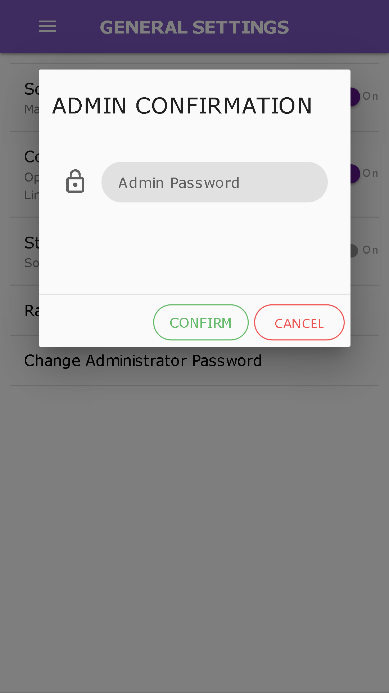 GENERAL SETTINGS
On
ADMIN CONFIRMATION
On
Admin Password
On
CONFIRM
CANCEL
Change Administrator Password